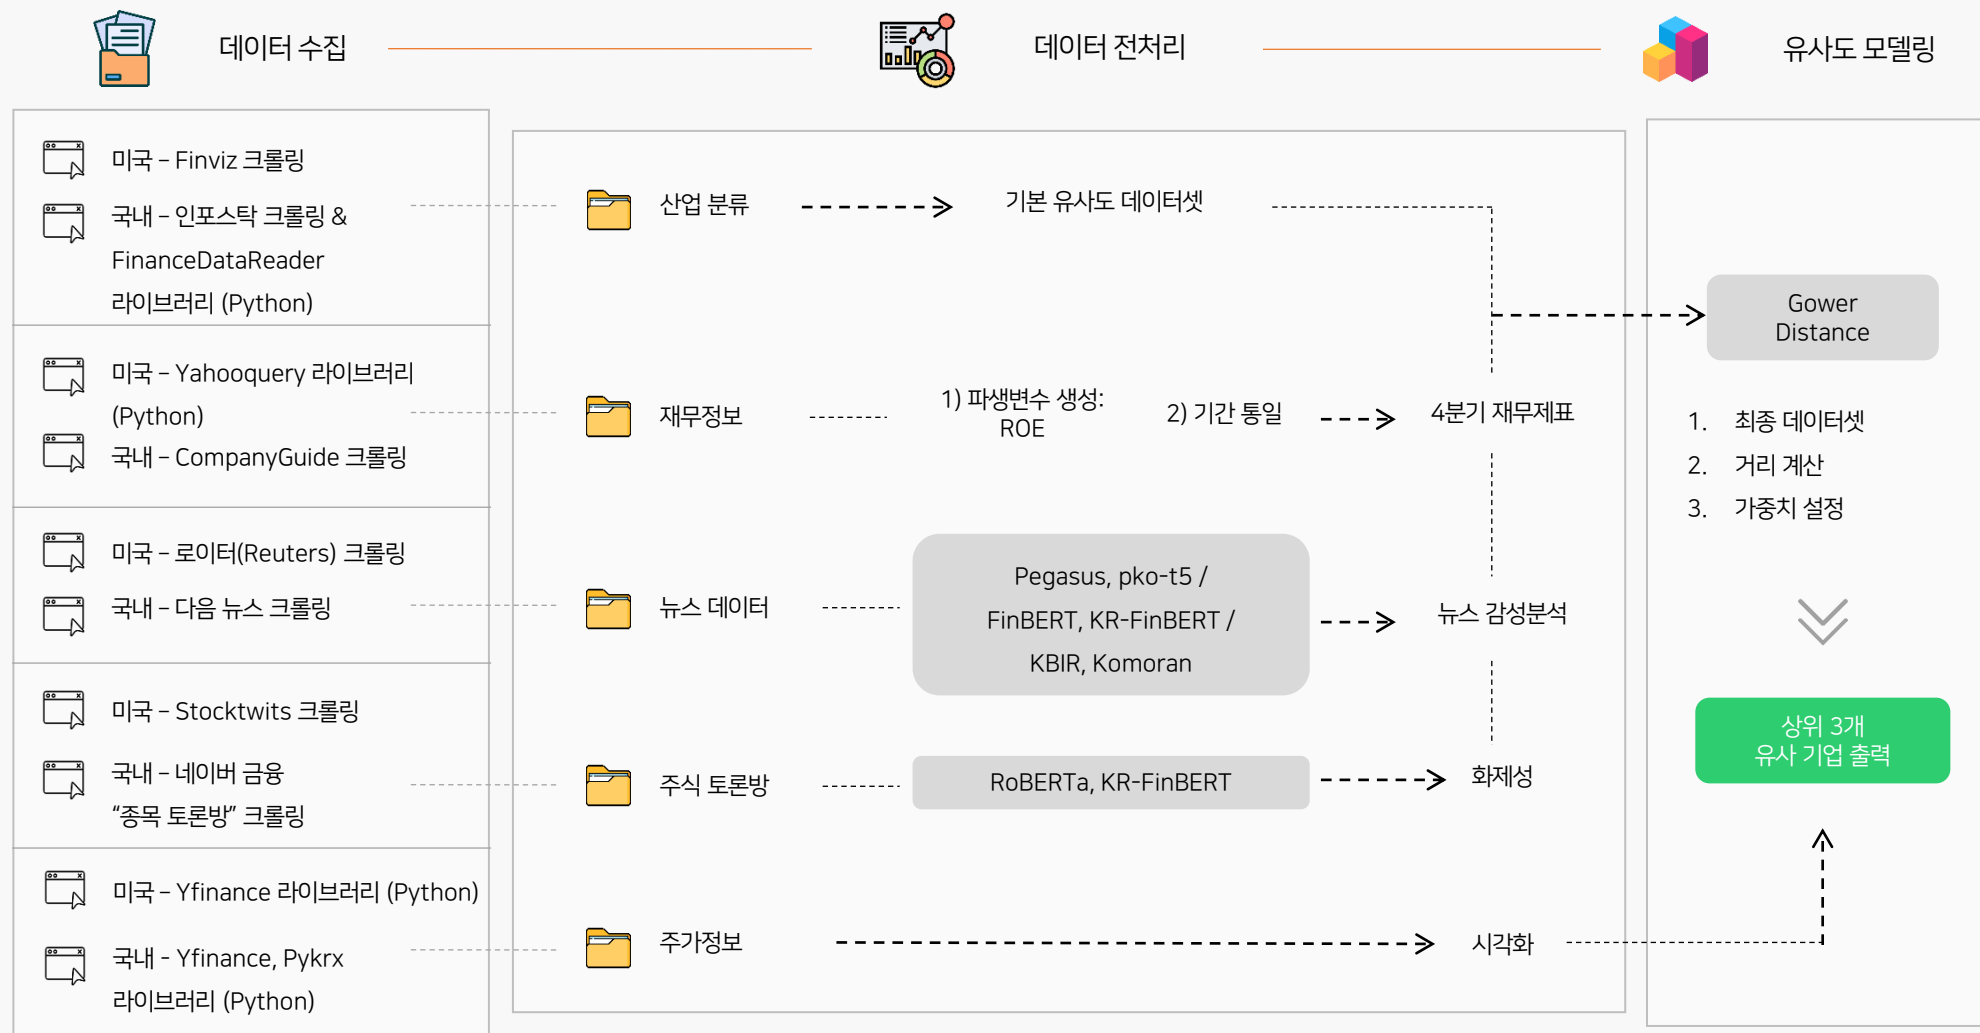 데이터 수집
데이터 전처리
유사도 모델링
미국 – Finviz 크롤링
국내 – 인포스탁 크롤링 &
FinanceDataReader
라이브러리 (Python)
미국 – Yahooquery 라이브러리
(Python)
국내 – CompanyGuide 크롤링
미국 – 로이터(Reuters) 크롤링
국내 – 다음 뉴스 크롤링
미국 – Stocktwits 크롤링
국내 – 네이버 금융
“종목 토론방” 크롤링
미국 – Yfinance 라이브러리 (Python)
국내 - Yfinance, Pykrx
라이브러리 (Python)
산업 분류
기본 유사도 데이터셋
재무정보
1) 파생변수 생성:
ROE
2) 기간 통일
4분기 재무제표
뉴스 데이터
Pegasus, pko-t5 /
FinBERT, KR-FinBERT /
KBIR, Komoran
뉴스 감성분석
주식 토론방
RoBERTa, KR-FinBERT
화제성
주가정보
시각화
Gower
Distance
1. 최종 데이터셋
2. 거리 계산
3. 가중치 설정
상위 3개
유사 기업 출력